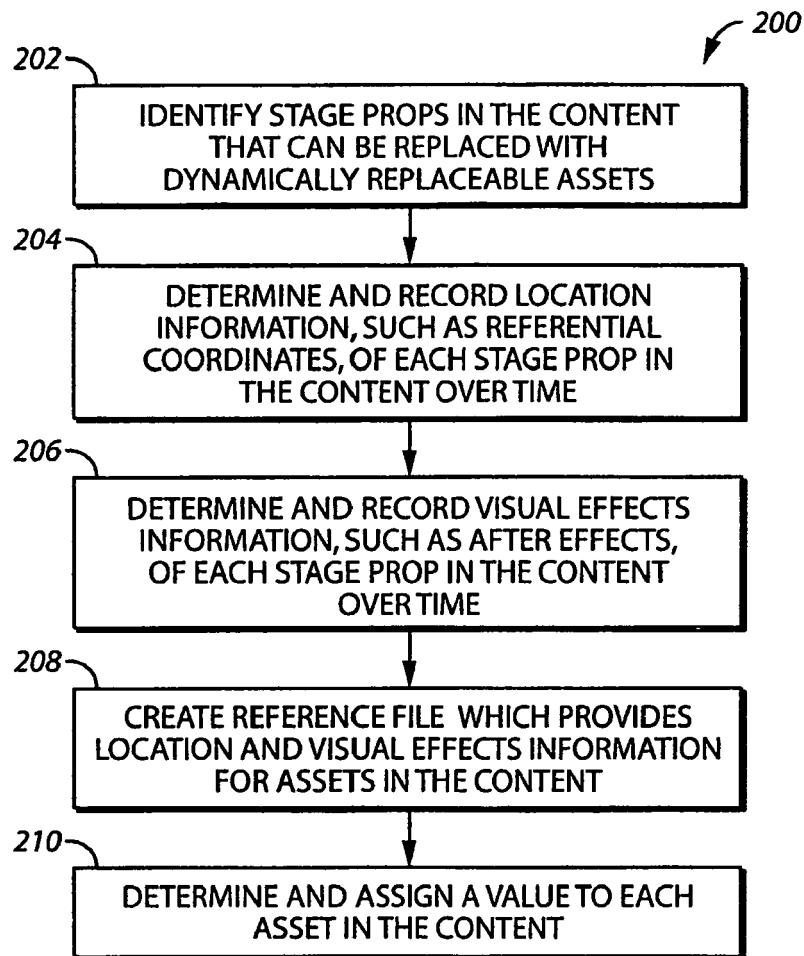 200
202
IDENTIFY STAGE PROPS IN THE CONTENT
THAT CAN BE REPLACED WITH
DYNAMICALLY REPLACEABLE ASSETS
204
DETERMINE AND RECORD LOCATION
INFORMATION, SUCH AS REFERENTIAL
COORDINATES, OF EACH STAGE PROP IN
THE CONTENT OVER TIME
206
DETERMINE AND RECORD VISUAL EFFECTS
INFORMATION, SUCH AS AFTER EFFECTS,
OF EACH STAGE PROP IN THE CONTENT
OVER TIME
208
CREATE REFERENCE FILE WHICH PROVIDES
LOCATION AND VISUAL EFFECTS INFORMATION
FOR ASSETS IN THE CONTENT
210
DETERMINE AND ASSIGN A VALUE TO EACH
ASSET IN THE CONTENT